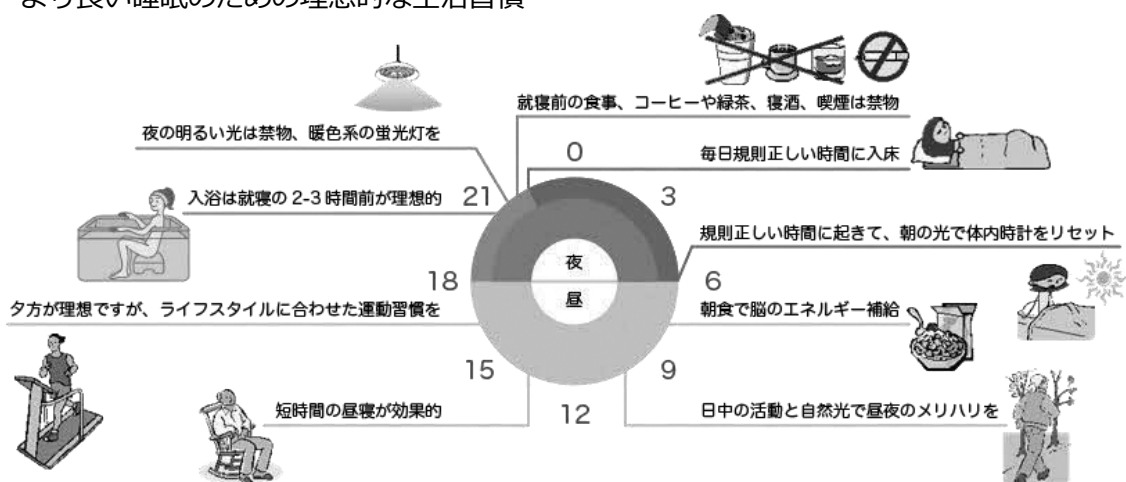 より良い睡眠のための理想的な生活習慣
就寝前の食事、コーヒーや緑茶、寝酒、喫煙は禁物
夜の明るい光は禁物、暖色系の蛍光灯を
0
毎日規則正しい時間に入床
入浴は就寝の2-3時間前が理想的
21
3
規則正しい時間に起きて、朝の光で体内時計をリセット
夜
18
6
昼
夕方が理想ですが、ライフスタイルに合わせた運動習慣を
朝食で脳のエネルギー補給
15
9
短時間の昼寝が効果的
12
日中の活動と自然光で昼夜のメリハリを